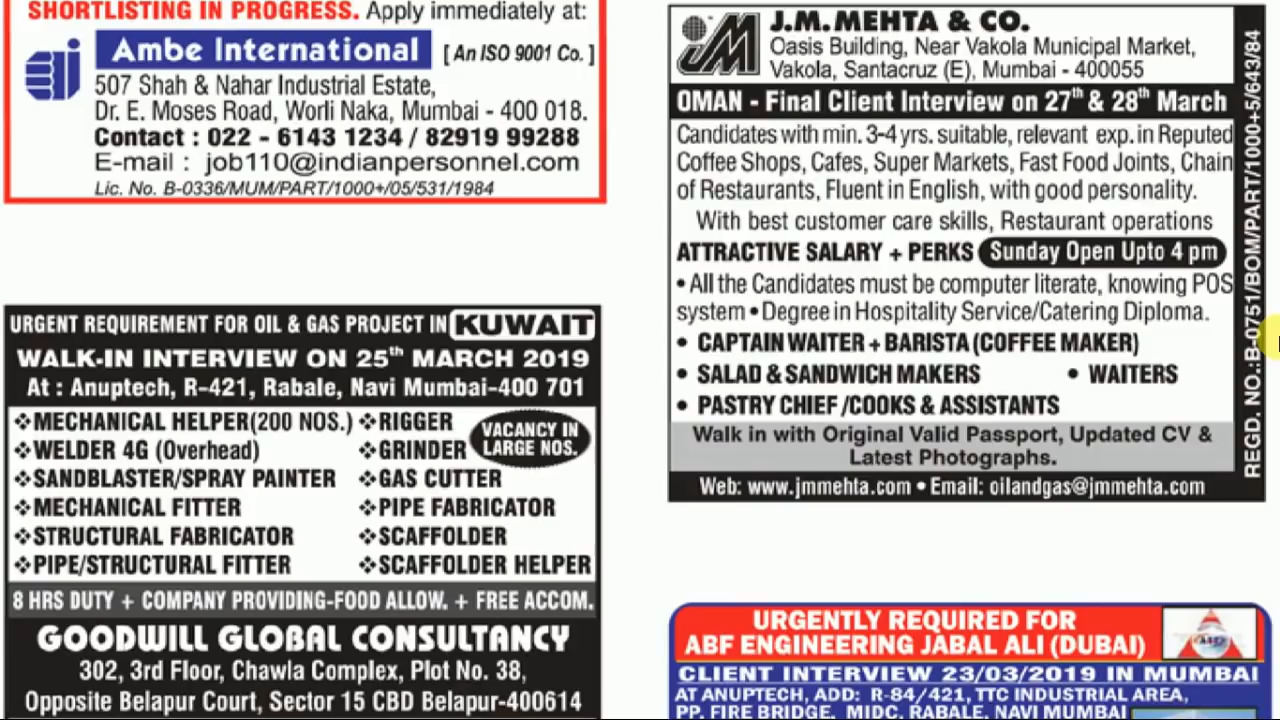 SHORTLISTING IN PROGRESS. Apply immediately at:
Ambe International [ An ISO 9001 Co. ]
507 Shah & Nahar Industrial Estate,
Dr. E. Moses Road, Worli Naka, Mumbai - 400 018.
Contact : 022 - 6143 1234 / 82919 99288
E-mail : job110@indianpersonnel.com
Lic. No. B-0336/MUM/PART/1000+/05/531/1984
URGENT REQUIREMENT FOR OIL & GAS PROJECT IN KUWAIT
WALK-IN INTERVIEW ON 25th MARCH 2019
At : Anuptech, R-421, Rabale, Navi Mumbai-400 701
❖MECHANICAL HELPER(200 NOS.) ❖RIGGER
VACANCY IN
LARGE NOS.
❖WELDER 4G (Overhead) ❖GRINDER
❖SANDBLASTER/SPRAY PAINTER ❖GAS CUTTER
❖MECHANICAL FITTER ❖PIPE FABRICATOR
❖STRUCTURAL FABRICATOR ❖SCAFFOLDER
❖PIPE/STRUCTURAL FITTER ❖SCAFFOLDER HELPER
8 HRS DUTY + COMPANY PROVIDING-FOOD ALLOW. + FREE ACCOM.
GOODWILL GLOBAL CONSULTANCY
302, 3rd Floor, Chawla Complex, Plot No. 38,
Opposite Belapur Court, Sector 15 CBD Belapur-400614
JM
J.M. MEHTA & CO.
Oasis Building, Near Vakola Municipal Market,
Vakola, Santacruz (E), Mumbai - 400055
OMAN - Final Client Interview on 27th & 28th March
Candidates with min. 3-4 yrs. suitable, relevant exp. in Reputed
Coffee Shops, Cafes, Super Markets, Fast Food Joints, Chain
of Restaurants, Fluent in English, with good personality.
With best customer care skills, Restaurant operations
ATTRACTIVE SALARY + PERKS Sunday Open Upto 4 pm
• All the Candidates must be computer literate, knowing POS
system • Degree in Hospitality Service/Catering Diploma.
• CAPTAIN WAITER + BARISTA (COFFEE MAKER)
• SALAD & SANDWICH MAKERS • WAITERS
• PASTRY CHIEF /COOKS & ASSISTANTS
Walk in with Original Valid Passport, Updated CV &
Latest Photographs.
Web: www.jmmehta.com • Email: oilandgas@jmmehta.com
REGD. NO.:B-0751/BOM/PART/1000+5/643/84
URGENTLY REQUIRED FOR
ABF ENGINEERING JABAL ALI (DUBAI)
CLIENT INTERVIEW 23/03/2019 IN MUMBAI
AT ANUPTECH, ADD: R-84/421, TTC INDUSTRIAL AREA,
PP. FIRE BRIDGE, MIDC, RABALE, NAVI MUMBAI